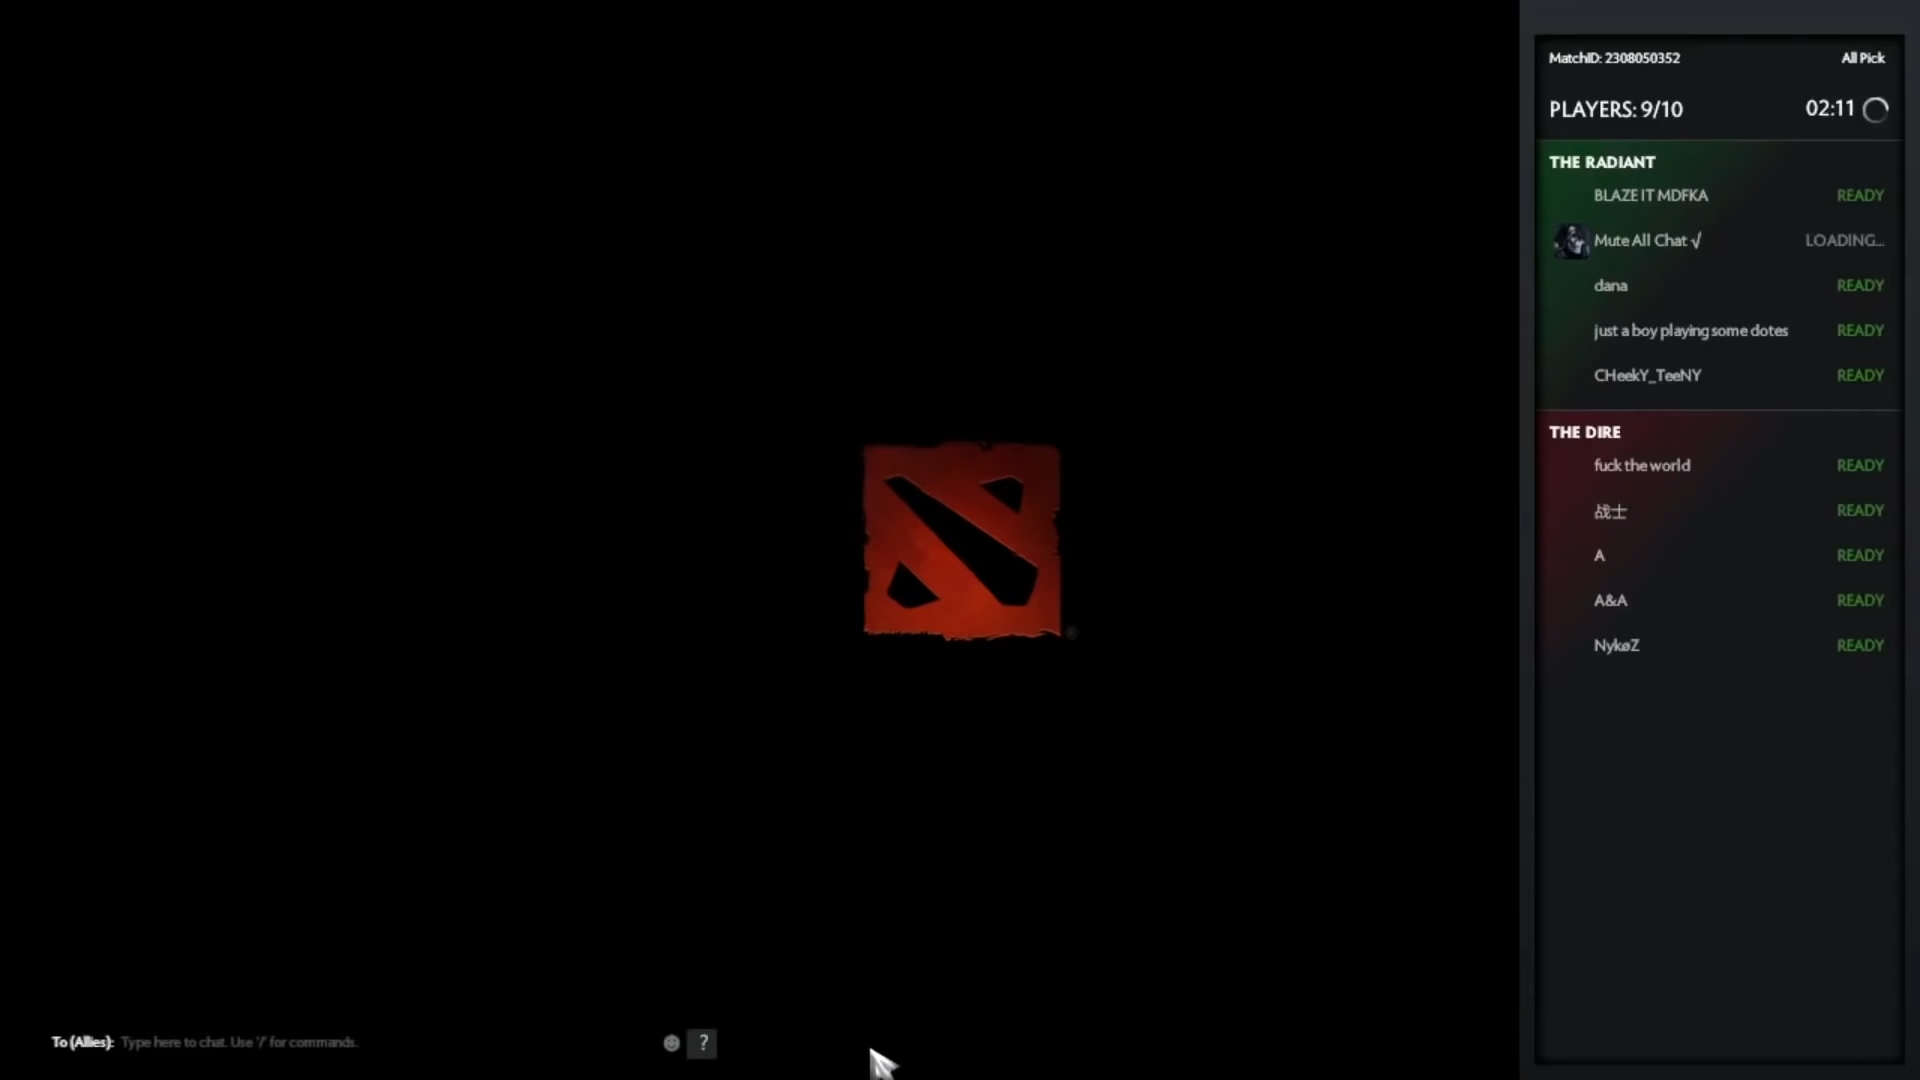 MatchID: 2308050352 All Pick
PLAYERS: 9/10 02:11
THE RADIANT
BLAZE IT MDFKA READY
Mute All Chat √ LOADING...
dana READY
just a boy playing some dotes READY
CHeekY_TeeNY READY
THE DIRE
fuck the world READY
战士 READY
A READY
A&A READY
NykøZ READY
To (Allies): Type here to chat. Use '/' for commands. ?